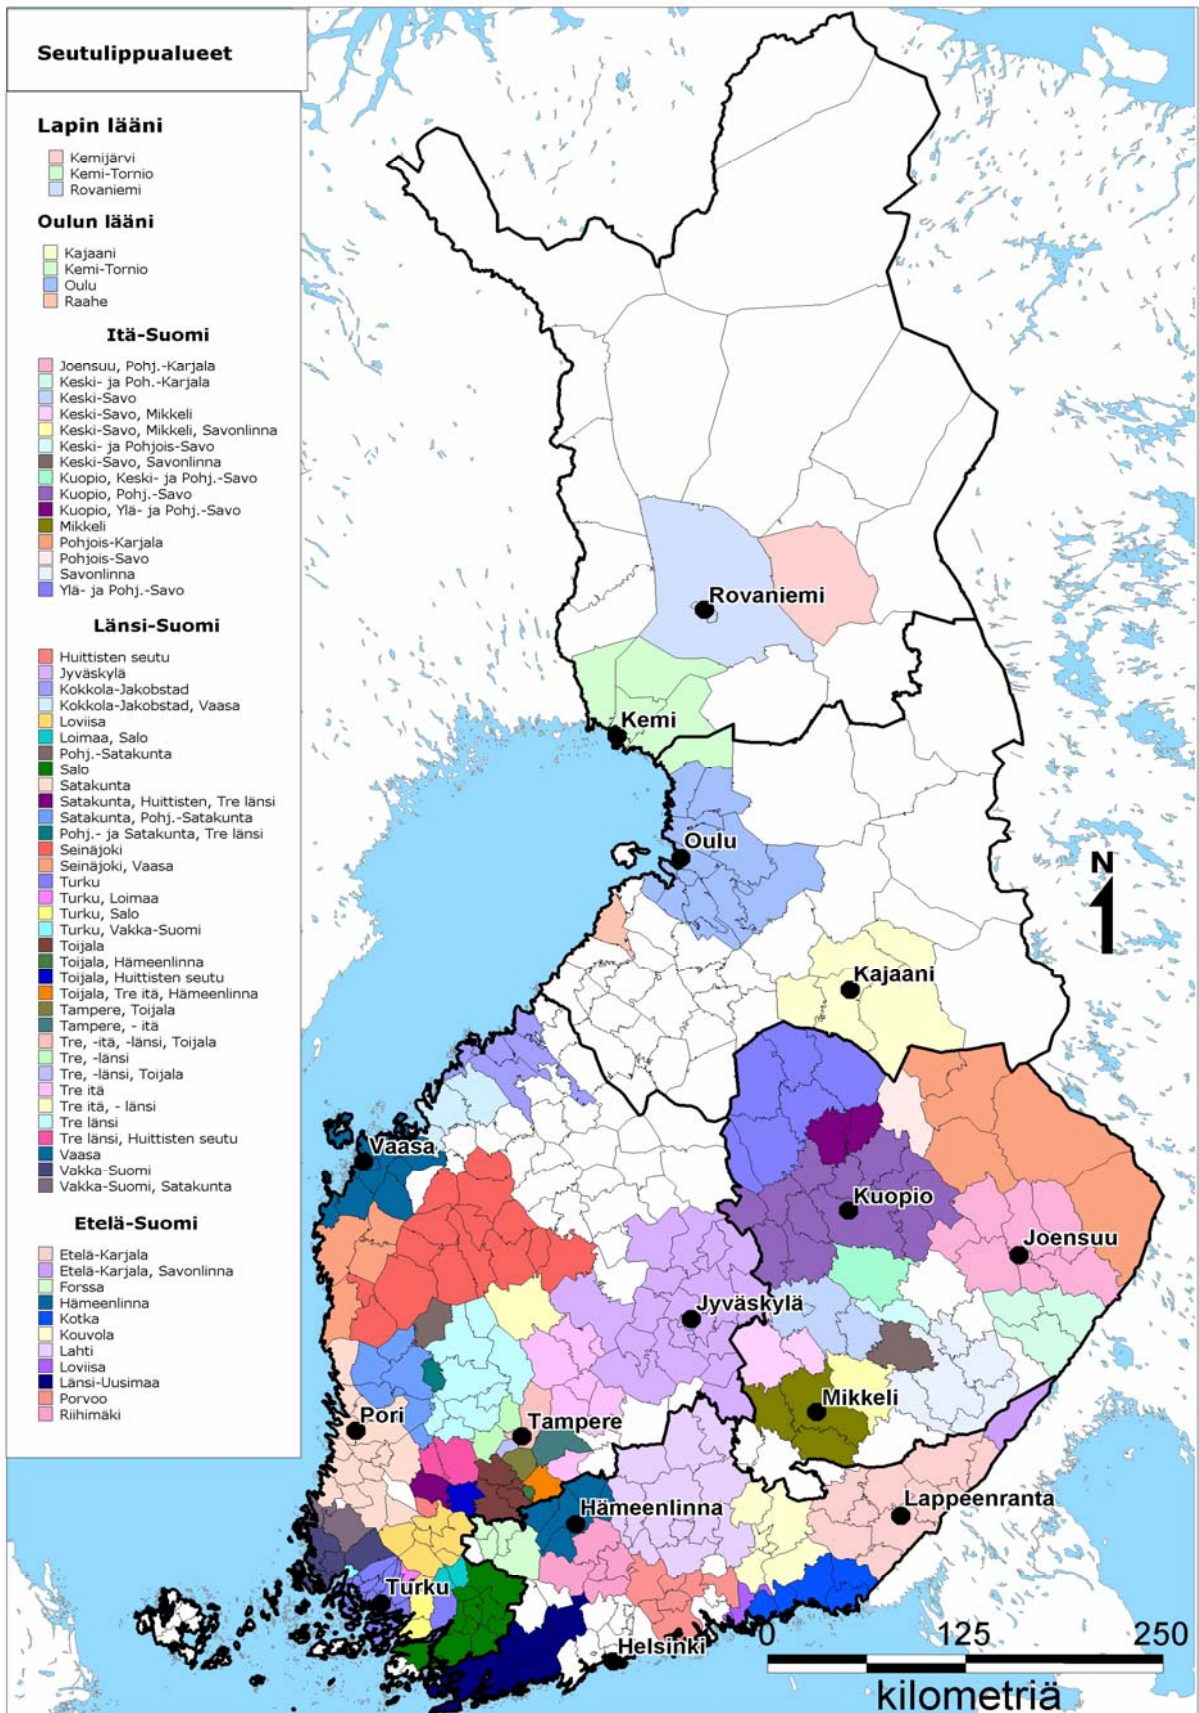 Seutulippualueet
Lapin lääni
Kemijärvi
Kemi-Tornio
Rovaniemi
Oulun lääni
Kajaani
Kemi-Tornio
Oulu
Raahe
Itä-Suomi
Joensuu, Pohj.-Karjala
Keski- ja Poh.-Karjala
Keski-Savo
Keski-Savo, Mikkeli
Keski-Savo, Mikkeli, Savonlinna
Keski- ja Pohjois-Savo
Keski-Savo, Savonlinna
Kuopio, Keski- ja Pohj.-Savo
Kuopio, Pohj.-Savo
Kuopio, Ylä- ja Pohj.-Savo
Mikkeli
Pohjois-Karjala
Pohjois-Savo
Savonlinna
Ylä- ja Pohj.-Savo
Länsi-Suomi
Huittisten seutu
Jyväskylä
Kokkola-Jakobstad
Kokkola-Jakobstad, Vaasa
Loviisa
Loimaa, Salo
Pohj.-Satakunta
Salo
Satakunta
Satakunta, Huittisten, Tre länsi
Satakunta, Pohj.-Satakunta
Pohj.- ja Satakunta, Tre länsi
Seinäjoki
Seinäjoki, Vaasa
Turku
Turku, Loimaa
Turku, Salo
Turku, Vakka-Suomi
Toijala
Toijala, Hämeenlinna
Toijala, Huittisten seutu
Toijala, Tre itä, Hämeenlinna
Tampere, Toijala
Tampere, - itä
Tre, -itä, -länsi, Toijala
Tre, -länsi
Tre, -länsi, Toijala
Tre itä
Tre itä, - länsi
Tre länsi
Tre länsi, Huittisten seutu
Vaasa
Vakka-Suomi
Vakka-Suomi, Satakunta
Etelä-Suomi
Etelä-Karjala
Etelä-Karjala, Savonlinna
Forssa
Hämeenlinna
Kotka
Kouvola
Lahti
Loviisa
Länsi-Uusimaa
Porvoo
Riihimäki
Rovaniemi
Kemi
Oulu
N
Kajaani
Vaasa
Kuopio
Joensuu
Jyväskylä
Mikkeli
Pori
Tampere
Lappeenranta
Hämeenlinna
Turku
Helsinki
0 125 250
kilometriä